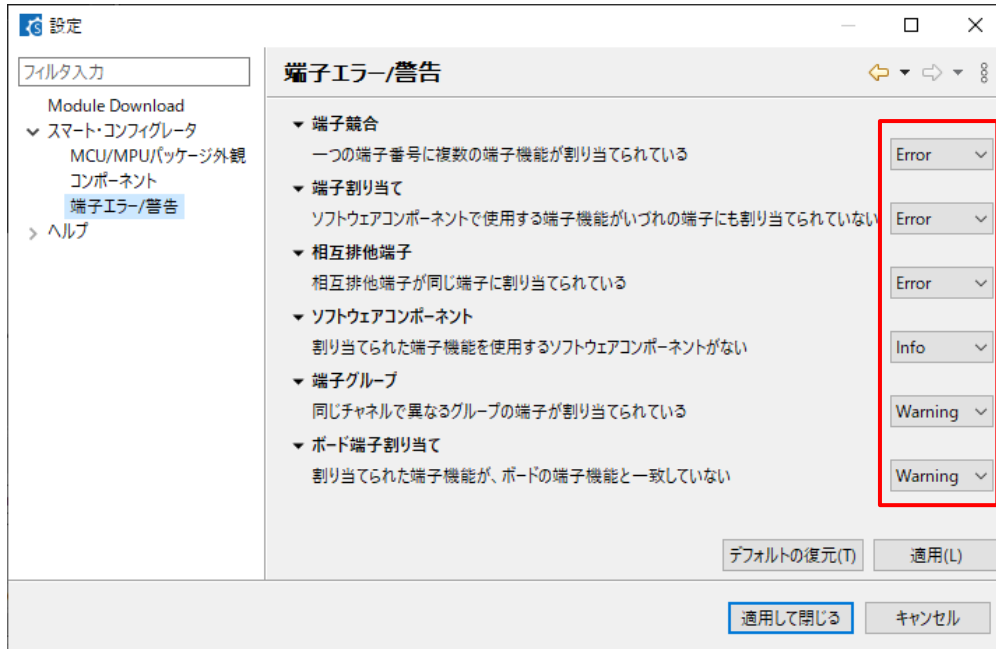 設定
フィルタ入力
Module Download
スマート・コンフィグレータ
MCU/MPUパッケージ外観
コンポーネント
端子エラー/警告
ヘルプ
端子エラー/警告
端子競合
一つの端子番号に複数の端子機能が割り当てられている
Error
端子割り当て
ソフトウェアコンポーネントで使用する端子機能がいづれの端子にも割り当てられていない
Error
相互排他端子
相互排他端子が同じ端子に割り当てられている
Error
ソフトウェアコンポーネント
割り当てられた端子機能を使用するソフトウェアコンポーネントがない
Info
端子グループ
同じチャネルで異なるグループの端子が割り当てられている
Warning
ボード端子割り当て
割り当てられた端子機能が、ボードの端子機能と一致していない
Warning
デフォルトの復元(T)
適用(L)
適用して閉じる
キャンセル